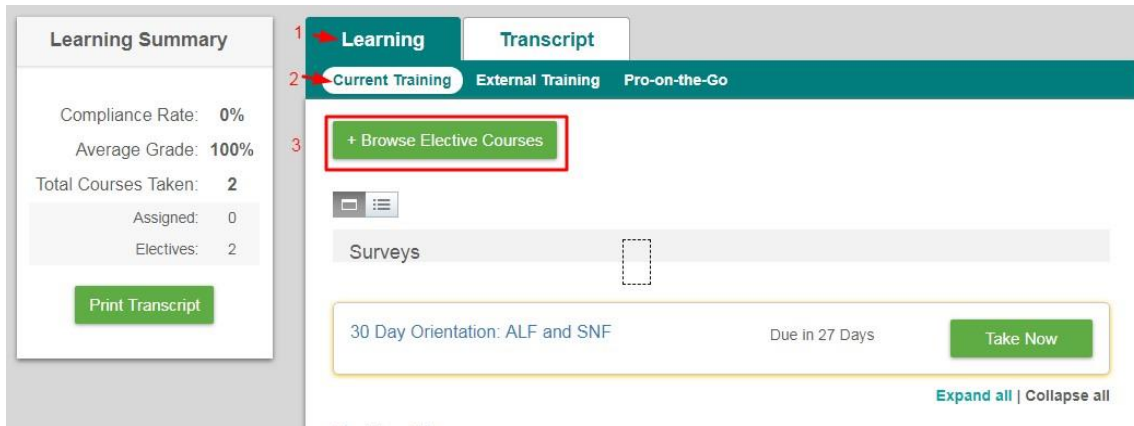 Learning Summary
Compliance Rate: 0%
Average Grade: 100%
Total Courses Taken: 2
Assigned: 0
Electives: 2
Print Transcript
1 Learning Transcript
2 Current Training External Training Pro-on-the-Go
3 + Browse Elective Courses
Surveys
30 Day Orientation: ALF and SNF Due in 27 Days Take Now
Expand all | Collapse all